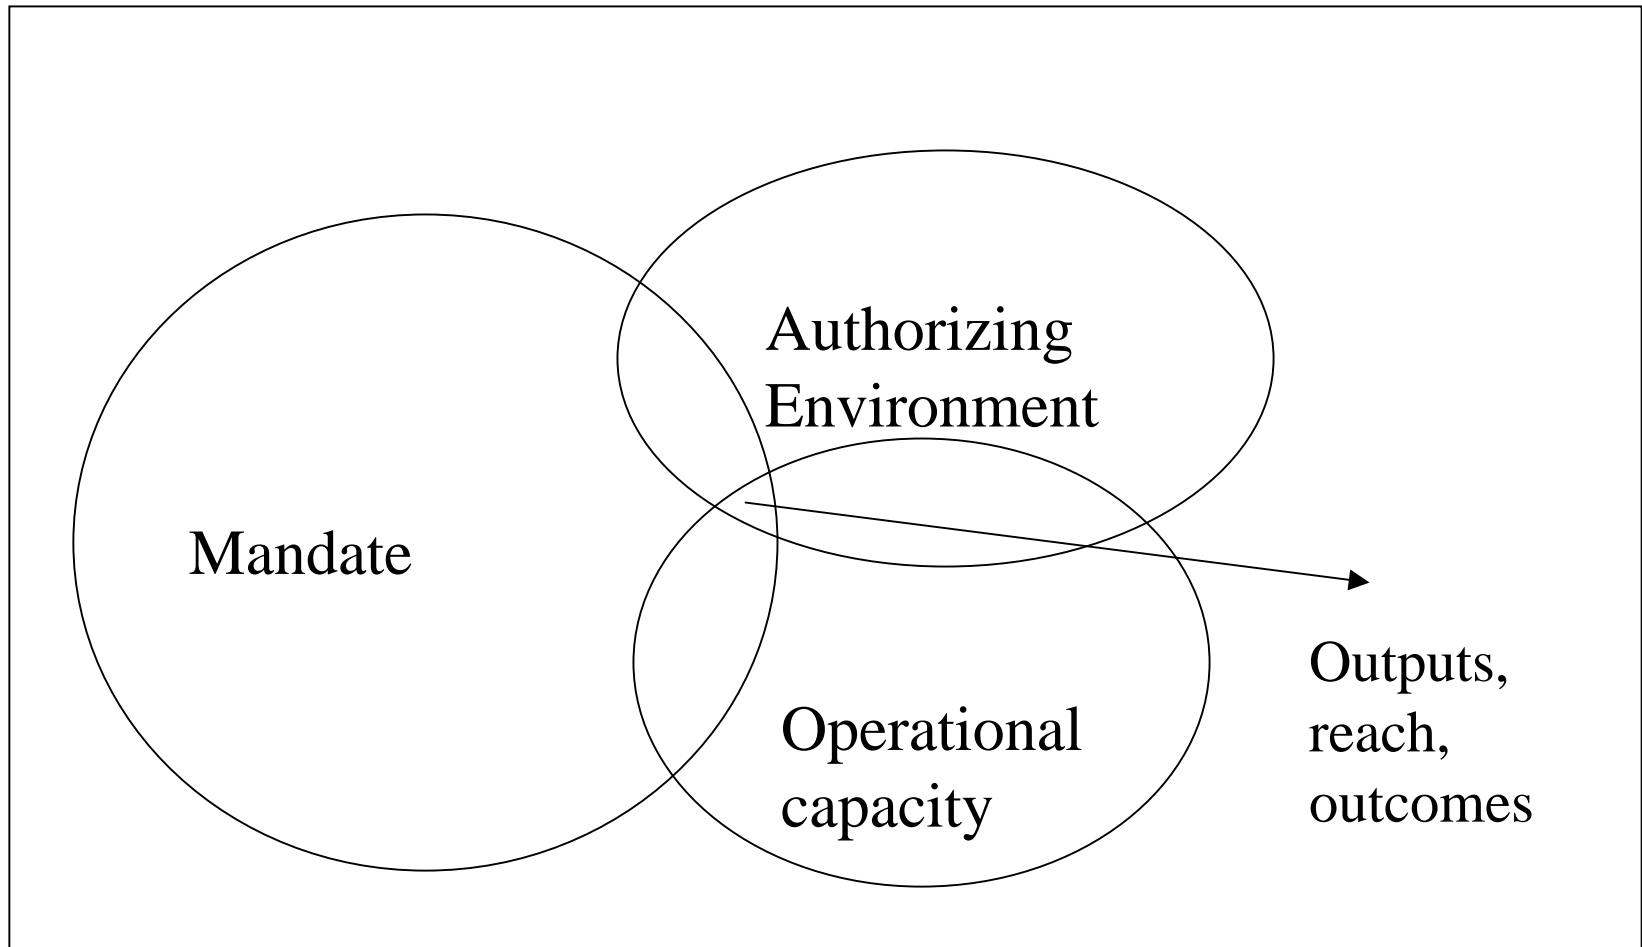 Authorizing
Environment
Mandate
Operational
capacity
Outputs,
reach,
outcomes